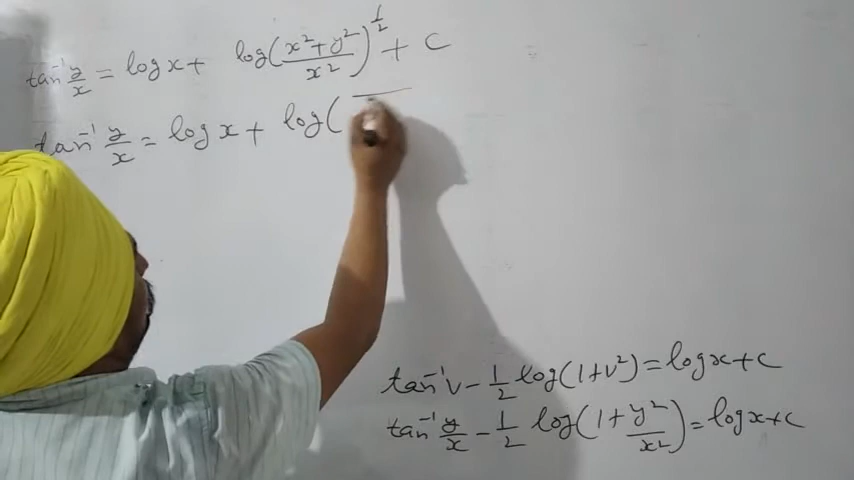 tan⁻¹ y/x = log x + log((x²+y²)/x²)^(1/2) + C
tan⁻¹ y/x = log x + log(
tan⁻¹v - 1/2 log(1+v²) = log x + C
tan⁻¹ y/x - 1/2 log(1 + y²/x²) = log x + C